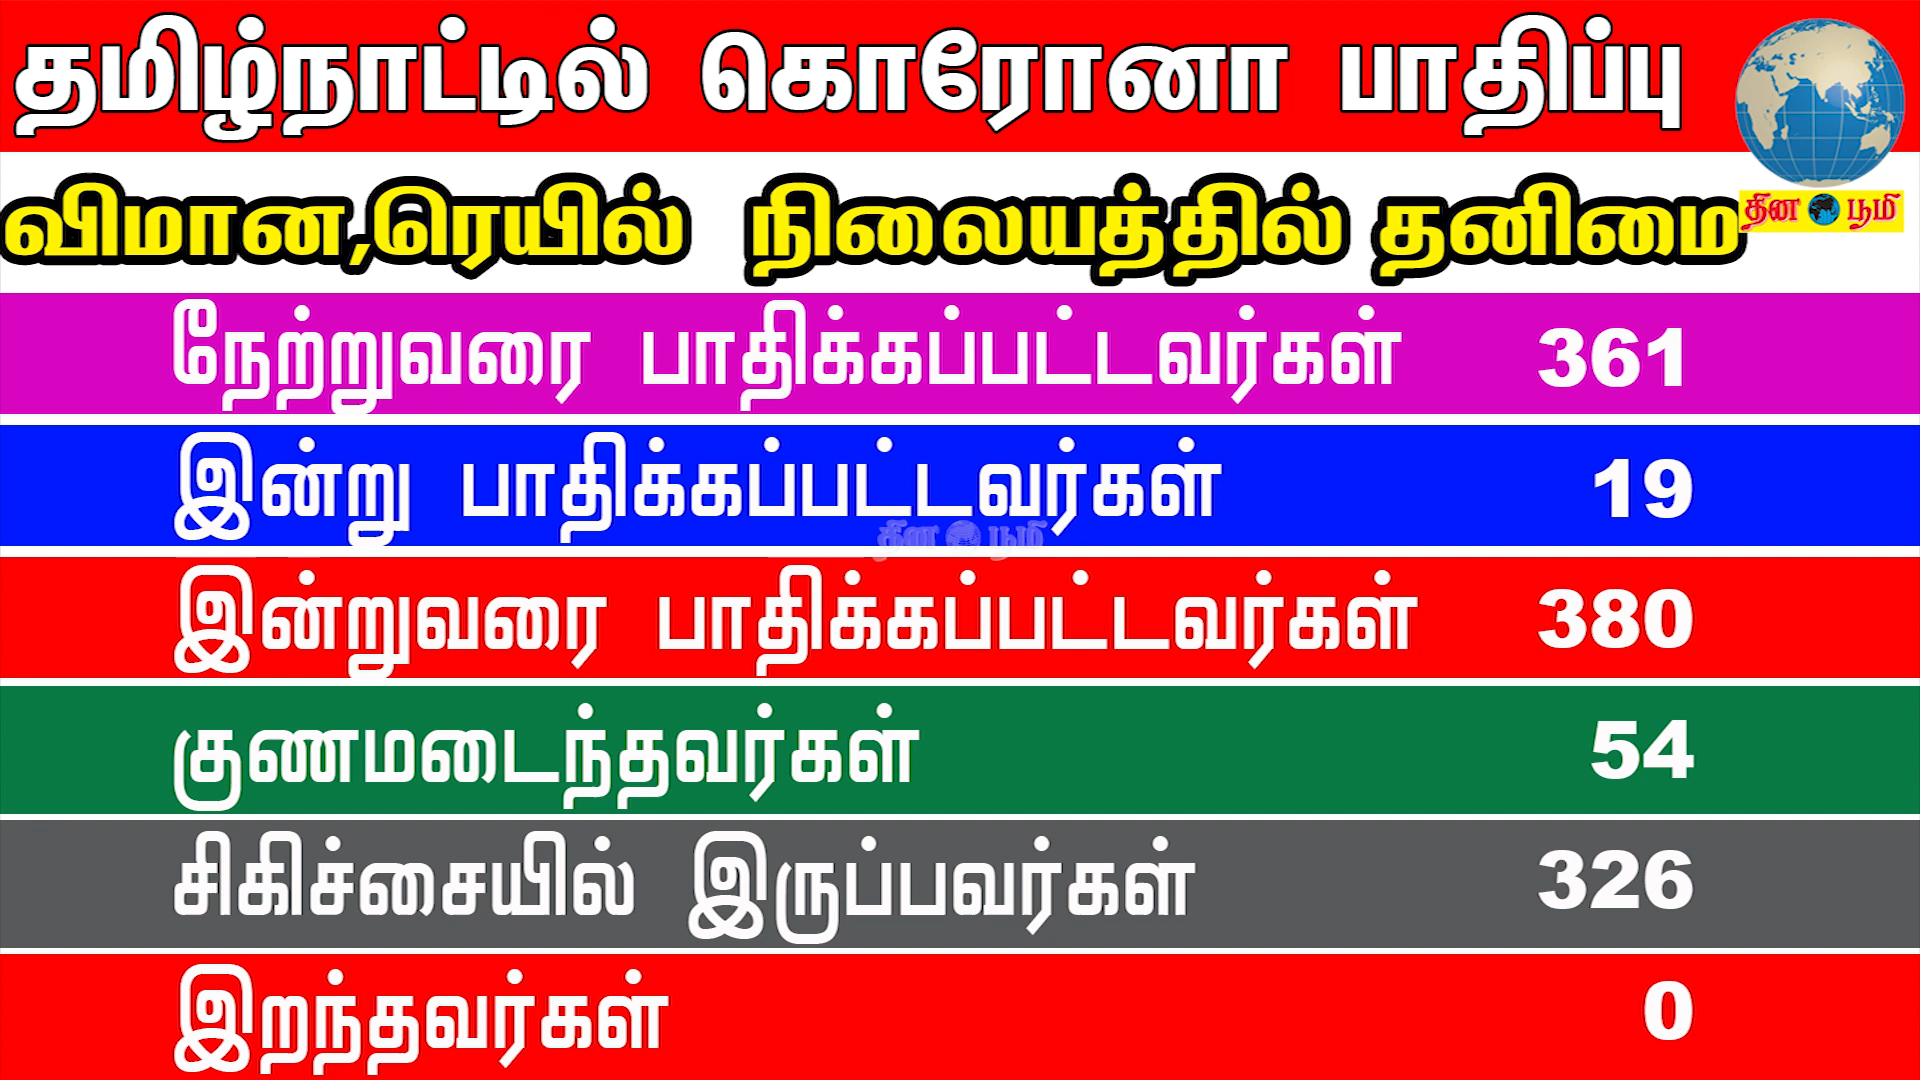 தமிழ்நாட்டில் கொரோனா பாதிப்பு
விமான,ரெயில் நிலையத்தில் தனிமை
தின பூமி
நேற்றுவரை பாதிக்கப்பட்டவர்கள் 361
இன்று பாதிக்கப்பட்டவர்கள் 19
தின பூமி
இன்றுவரை பாதிக்கப்பட்டவர்கள் 380
குணமடைந்தவர்கள் 54
சிகிச்சையில் இருப்பவர்கள் 326
இறந்தவர்கள் 0